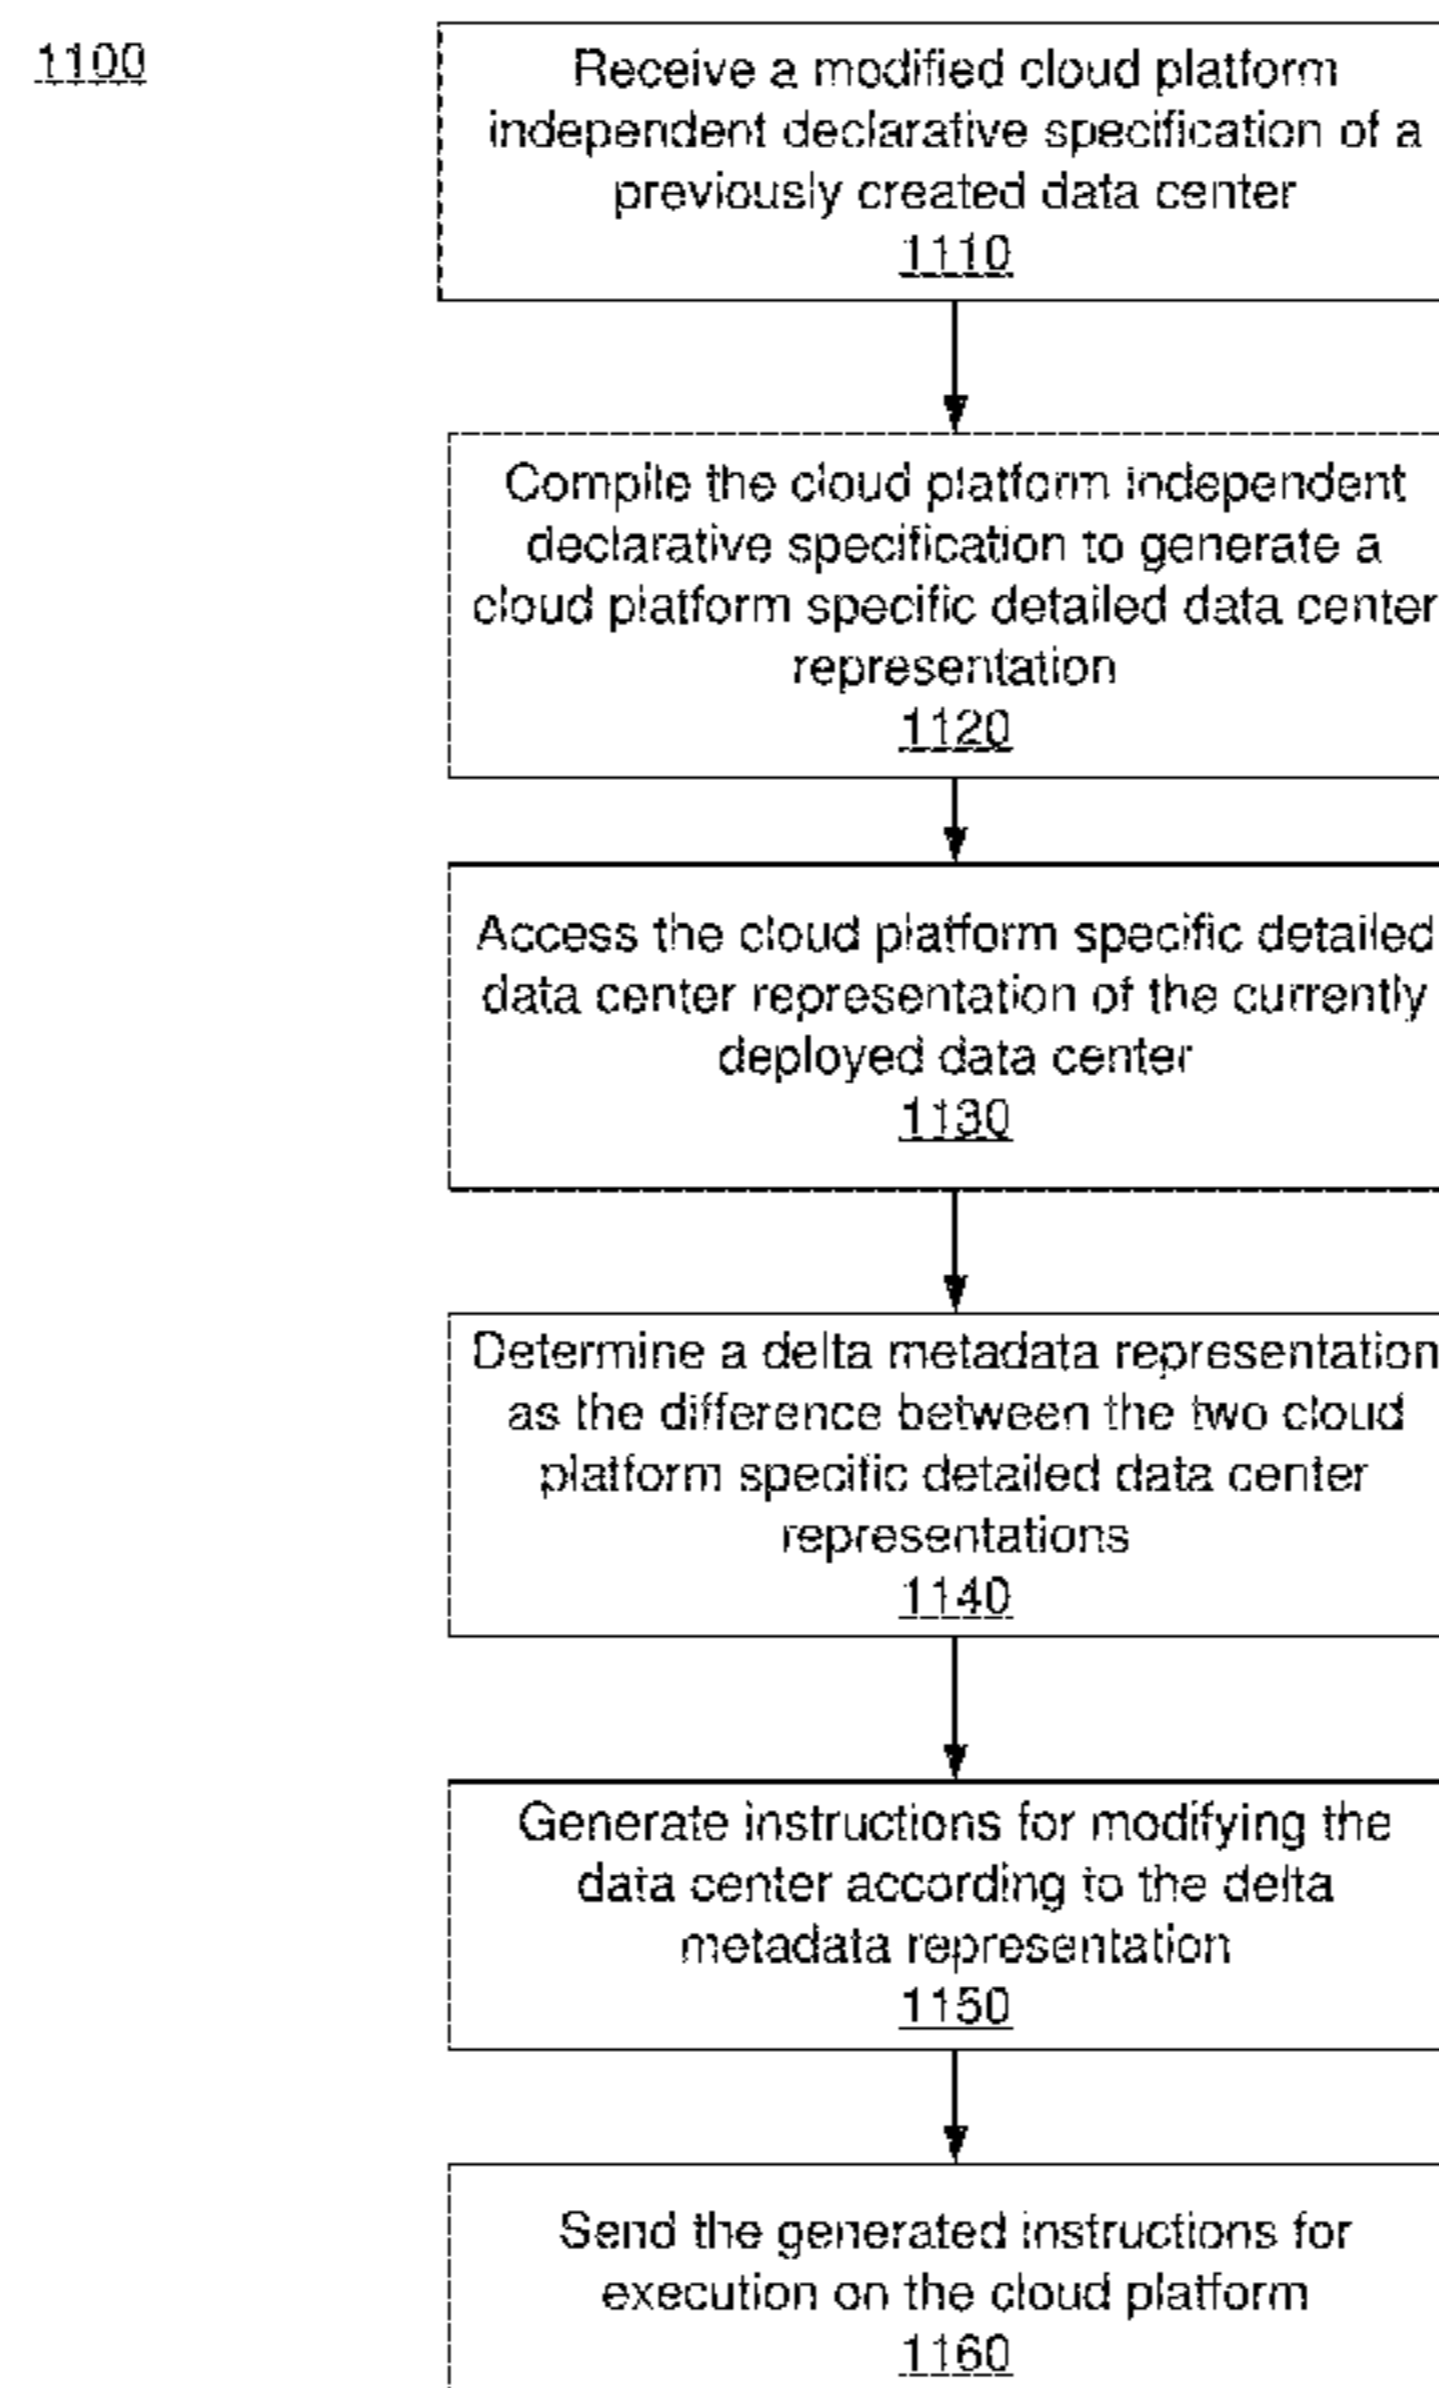 1100
Receive a modified cloud platform
independent declarative specification of a
previously created data center
1110
Compile the cloud platform independent
declarative specification to generate a
cloud platform specific detailed data center
representation
1120
Access the cloud platform specific detailed
data center representation of the currently
deployed data center
1130
Determine a delta metadata representation
as the difference between the two cloud
platform specific detailed data center
representations
1140
Generate instructions for modifying the
data center according to the delta
metadata representation
1150
Send the generated instructions for
execution on the cloud platform
1160